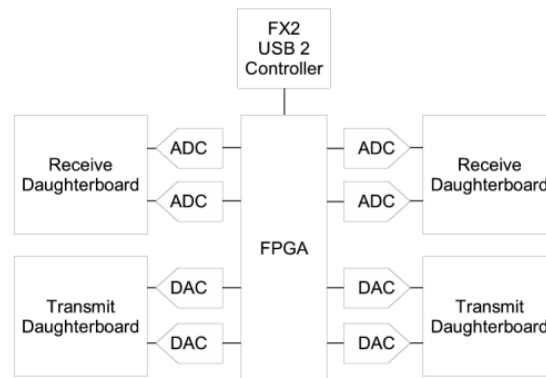 FX2
USB 2
Controller
Receive
Daughterboard
ADC
ADC
ADC
ADC
Receive
Daughterboard
FPGA
Transmit
Daughterboard
DAC
DAC
DAC
DAC
Transmit
Daughterboard